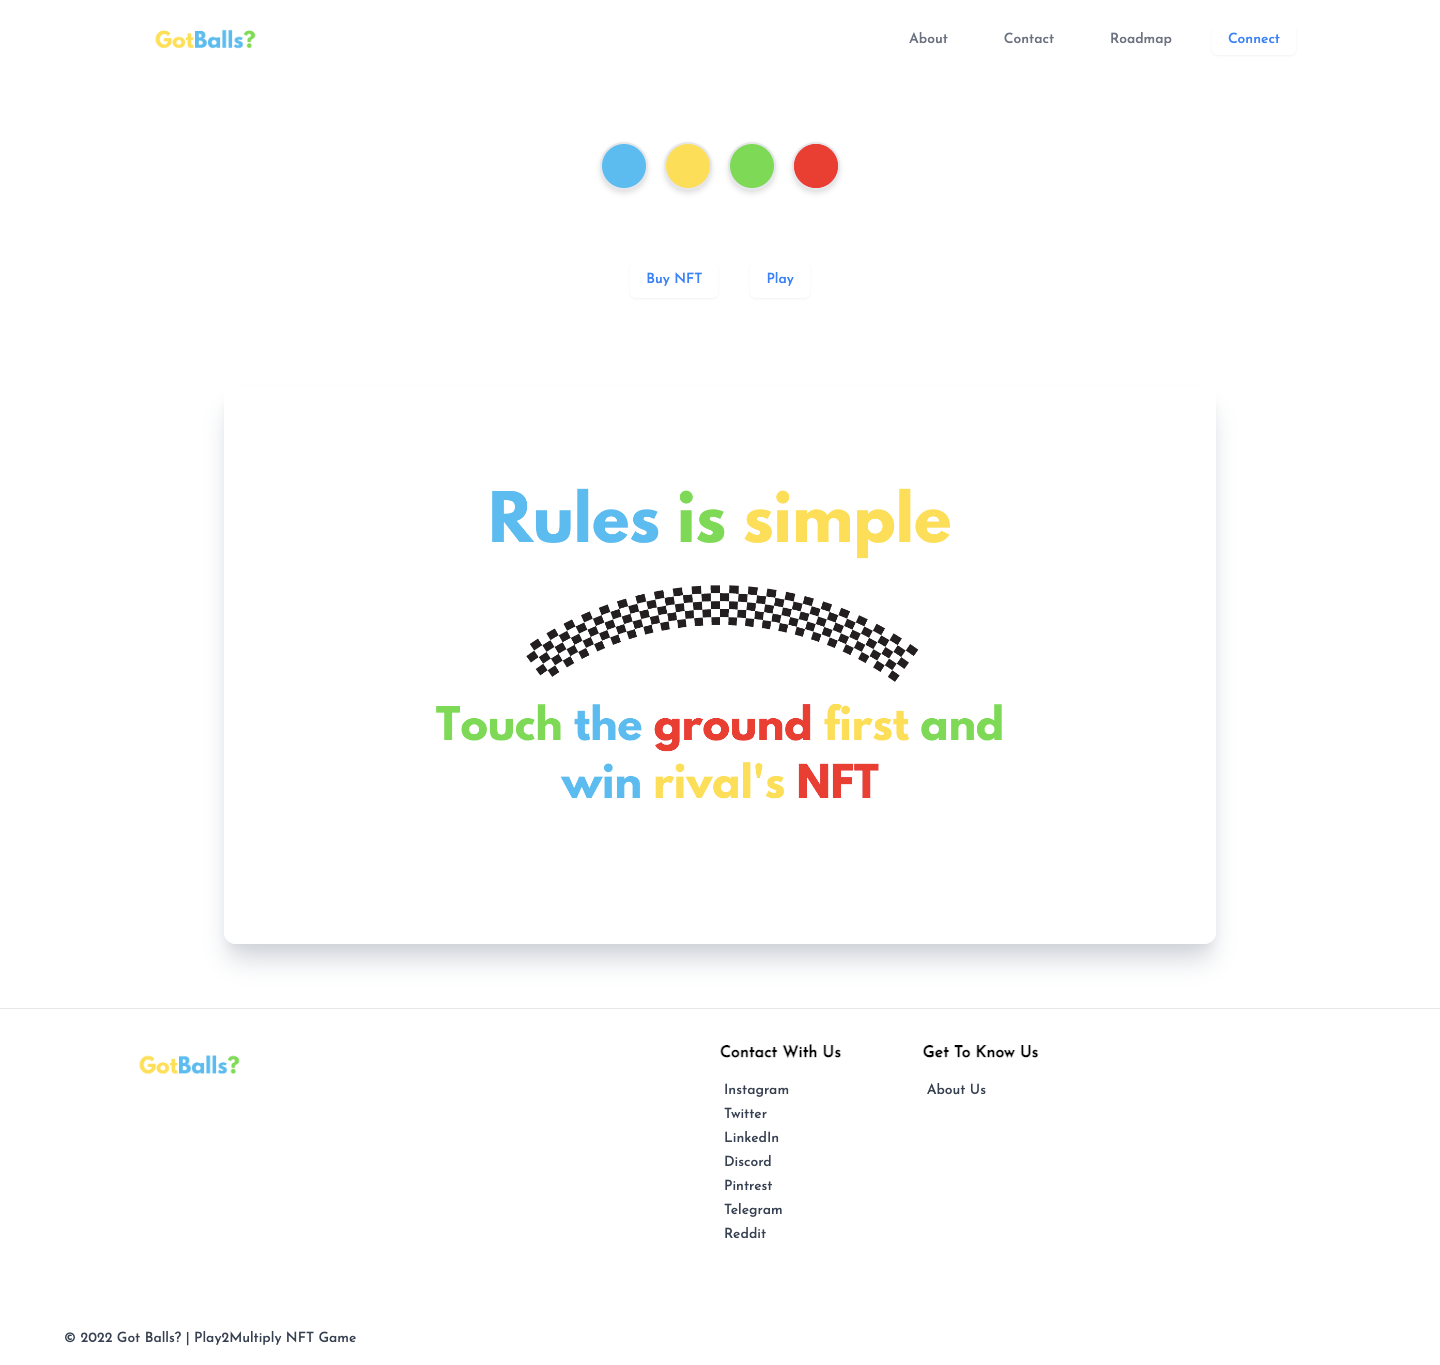 GotBalls?
About Contact Roadmap Connect
Buy NFT Play
Rules is simple
Touch the ground first and
win rival's NFT
GotBalls?
Contact With Us
Instagram
Twitter
LinkedIn
Discord
Pintrest
Telegram
Reddit
Get To Know Us
About Us
© 2022 Got Balls? | Play2Multiply NFT Game